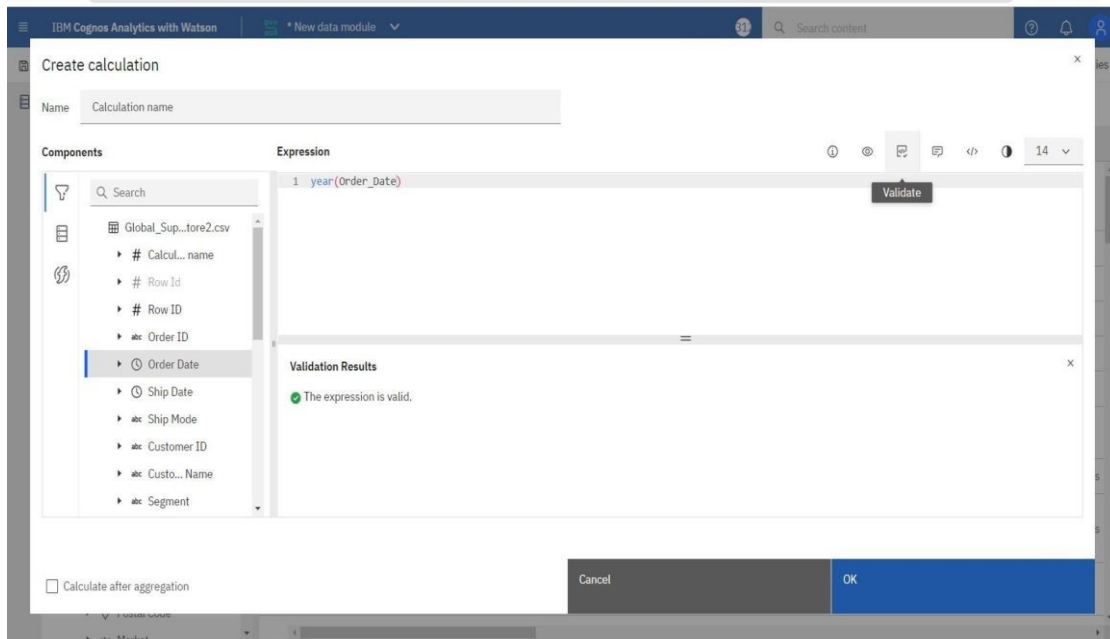 IBM Cognos Analytics with Watson
* New data module
Search content
Create calculation
ies
Name
Calculation name
Components
Expression
14
Validate
Search
1 year(Order_Date)
Global_Sup...tore2.csv
# Calcul... name
# Row Id
# Row ID
abc Order ID
Order Date
Ship Date
abc Ship Mode
abc Customer ID
abc Custo... Name
abc Segment
Validation Results
The expression is valid.
s
s
Calculate after aggregation
Cancel
OK